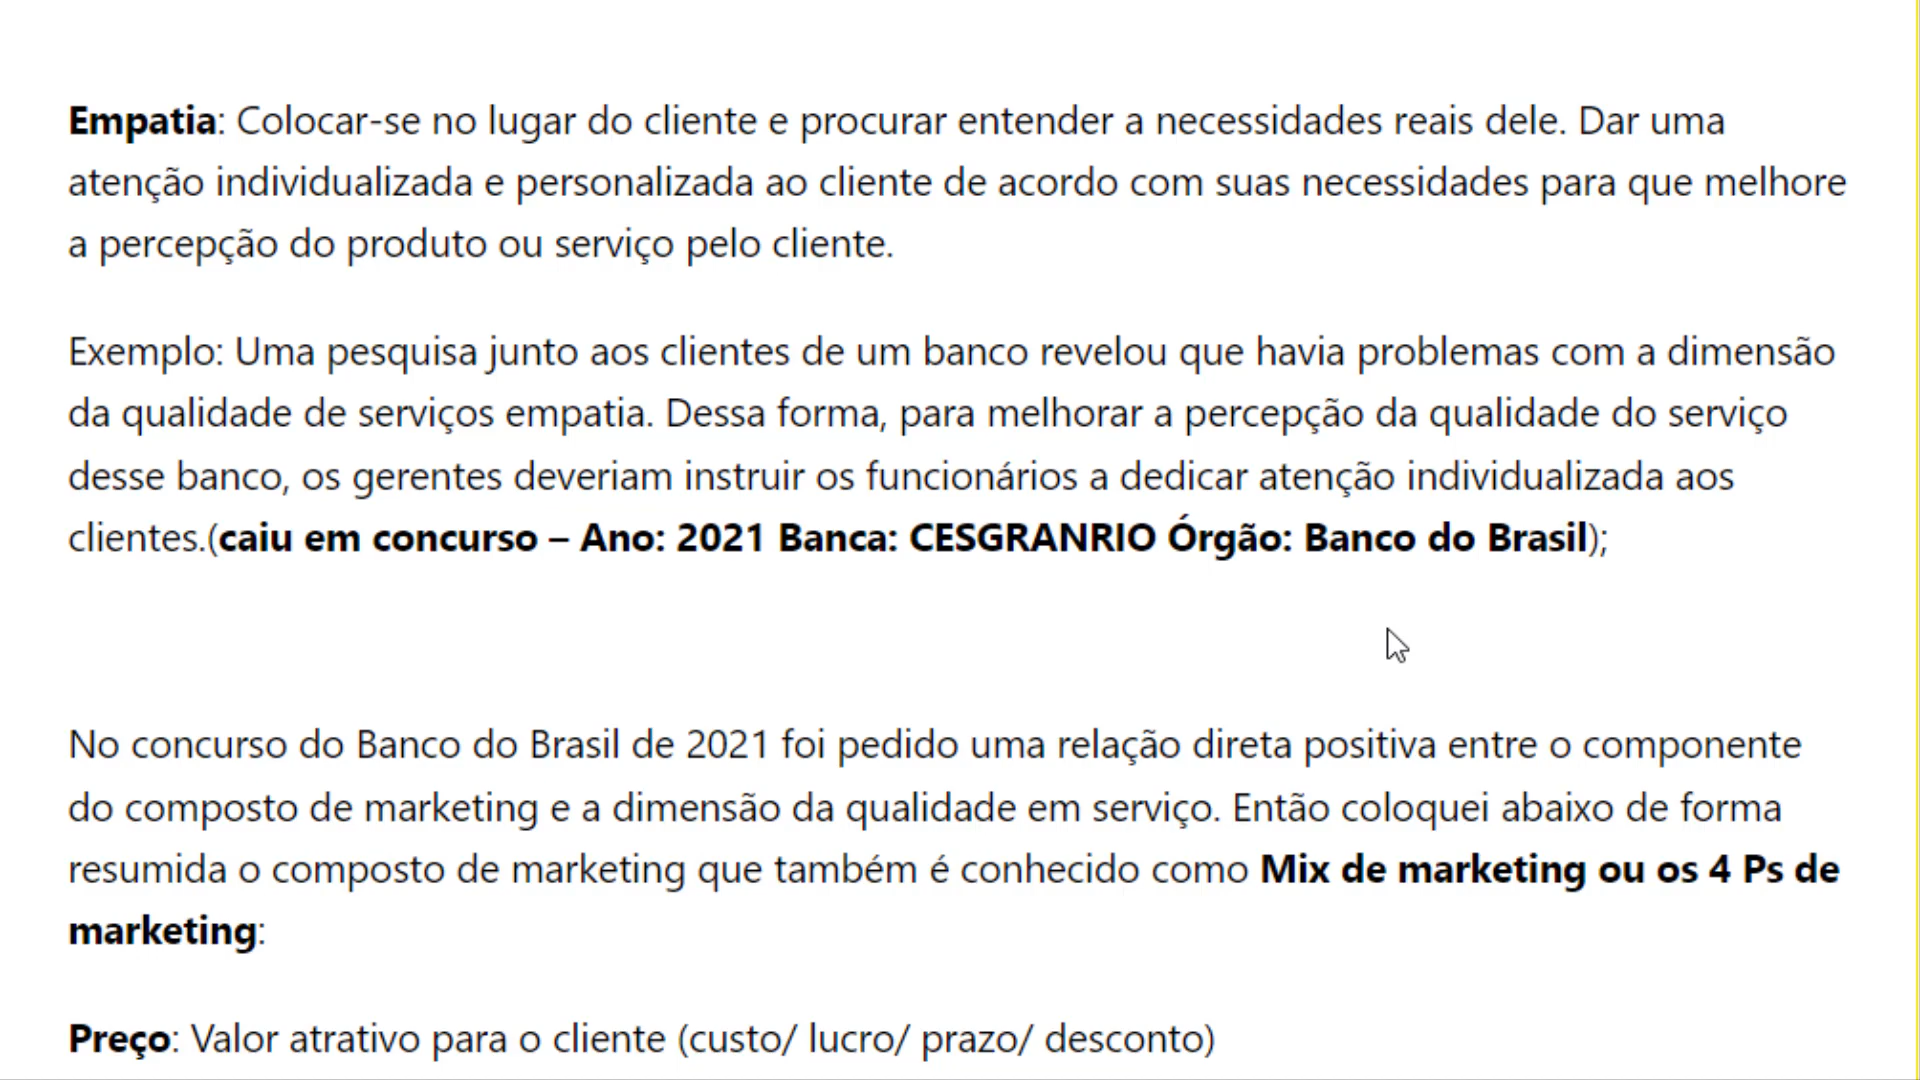 Empatia: Colocar-se no lugar do cliente e procurar entender a necessidades reais dele. Dar uma
atenção individualizada e personalizada ao cliente de acordo com suas necessidades para que melhore
a percepção do produto ou serviço pelo cliente.
Exemplo: Uma pesquisa junto aos clientes de um banco revelou que havia problemas com a dimensão
da qualidade de serviços empatia. Dessa forma, para melhorar a percepção da qualidade do serviço
desse banco, os gerentes deveriam instruir os funcionários a dedicar atenção individualizada aos
clientes.(caiu em concurso – Ano: 2021 Banca: CESGRANRIO Órgão: Banco do Brasil);
No concurso do Banco do Brasil de 2021 foi pedido uma relação direta positiva entre o componente
do composto de marketing e a dimensão da qualidade em serviço. Então coloquei abaixo de forma
resumida o composto de marketing que também é conhecido como Mix de marketing ou os 4 Ps de
marketing:
Preço: Valor atrativo para o cliente (custo/ lucro/ prazo/ desconto)